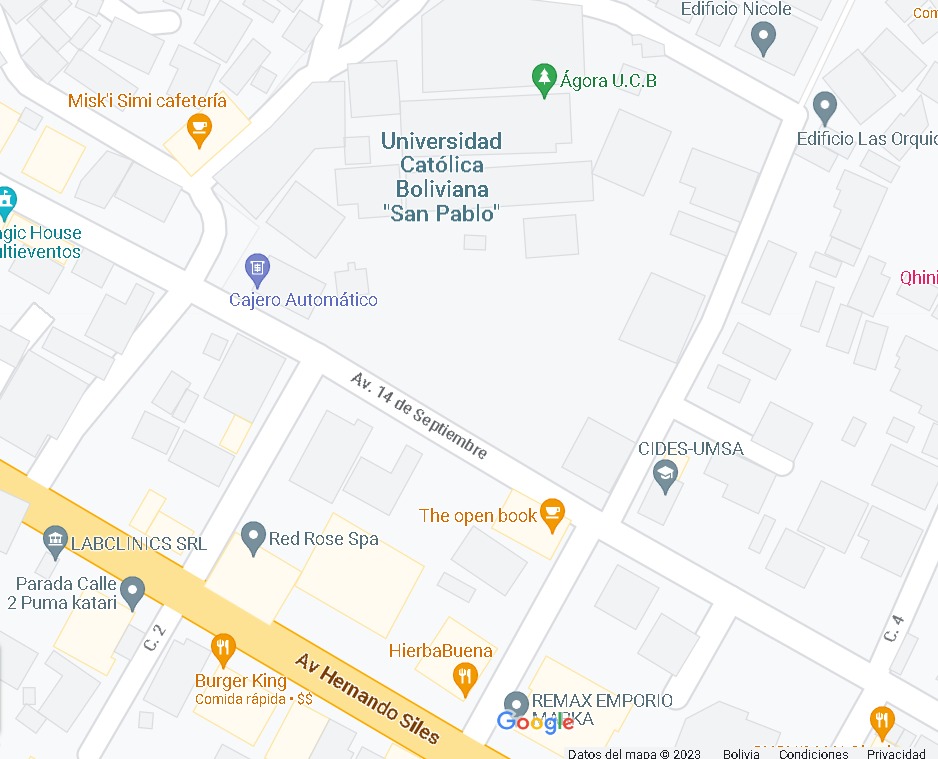 Edificio Nicole
Com
Ágora U.C.B
Misk'i Simi cafetería
Edificio Las Orquid
Universidad
Católica
Boliviana
"San Pablo"
agic House
ultieventos
Qhini
Cajero Automático
Av. 14 de Septiembre
CIDES-UMSA
The open book
Red Rose Spa
LABCLINICS SRL
Parada Calle
2 Puma katari
C. 4
C. 2
HierbaBuena
Burger King
Comida rápida • $$
Av Hernando Siles
REMAX EMPORIO
MARKA
Google
Datos del mapa © 2023 Bolivia Condiciones Privacidad